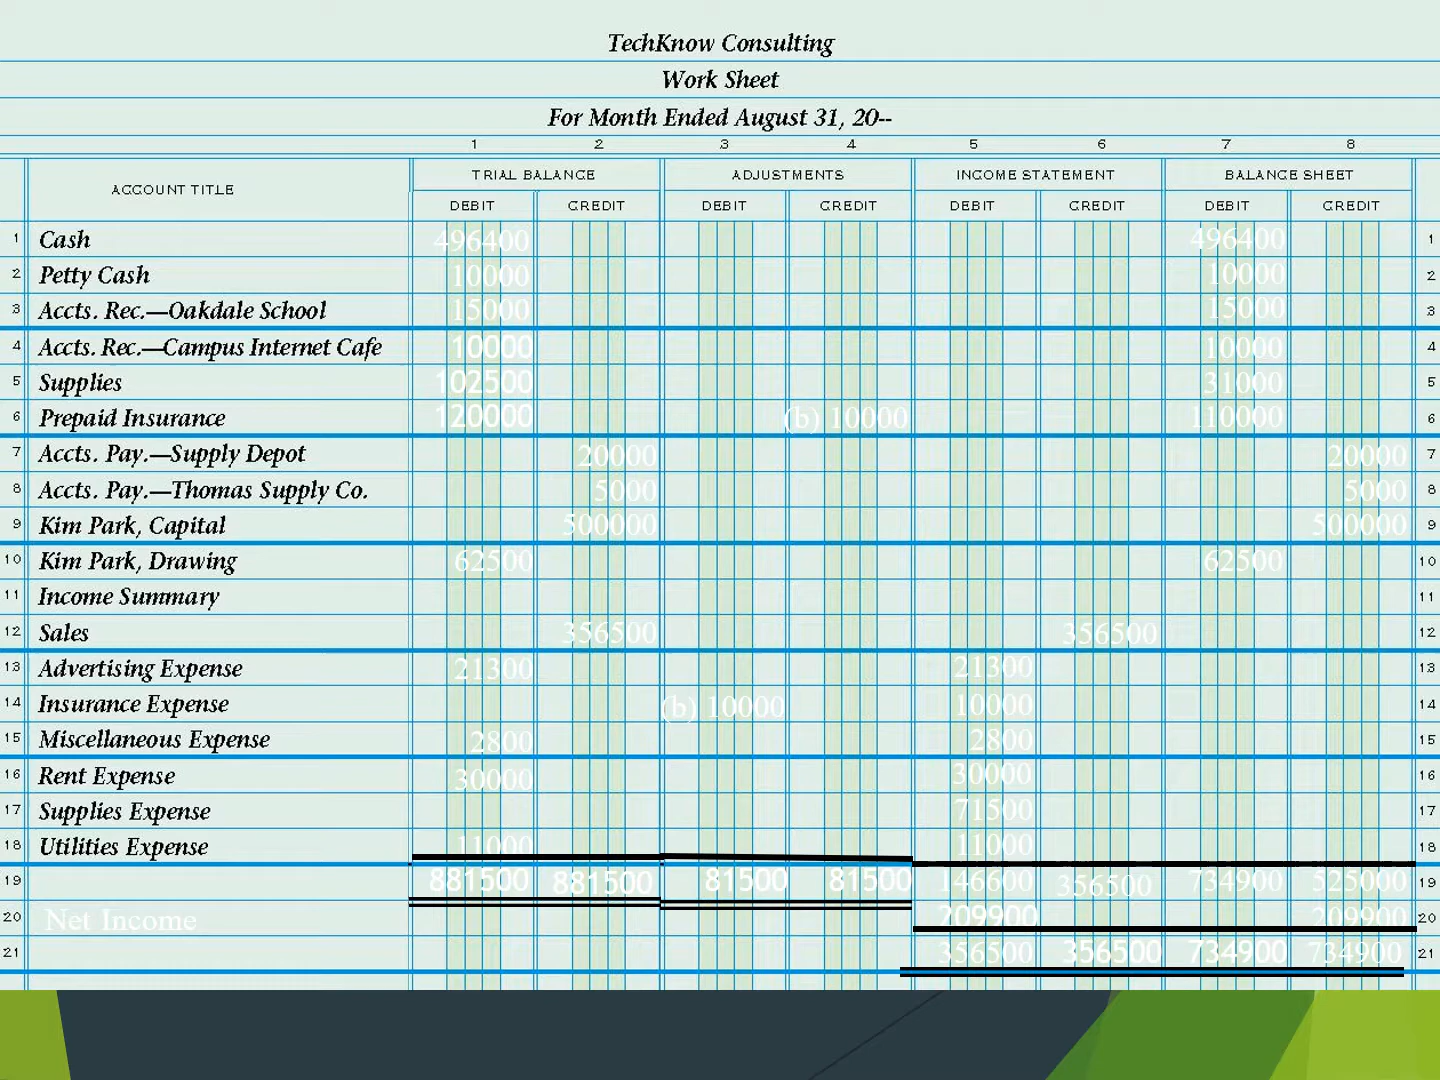 TechKnow Consulting
Work Sheet
For Month Ended August 31, 20--
1 2 3 4 5 6 7 8
ACCOUNT TITLE TRIAL BALANCE ADJUSTMENTS INCOME STATEMENT BALANCE SHEET
DEBIT CREDIT DEBIT CREDIT DEBIT CREDIT DEBIT CREDIT
1 Cash 496400 496400 1
2 Petty Cash 10000 10000 2
3 Accts. Rec.—Oakdale School 15000 15000 3
4 Accts. Rec.—Campus Internet Cafe 10000 10000 4
5 Supplies 102500 31000 5
6 Prepaid Insurance 120000 (b) 10000 110000 6
7 Accts. Pay.—Supply Depot 20000 20000 7
8 Accts. Pay.—Thomas Supply Co. 5000 5000 8
9 Kim Park, Capital 500000 500000 9
10 Kim Park, Drawing 62500 62500 10
11 Income Summary 11
12 Sales 356500 356500 12
13 Advertising Expense 21300 21300 13
14 Insurance Expense (b) 10000 10000 14
15 Miscellaneous Expense 2800 2800 15
16 Rent Expense 30000 30000 16
17 Supplies Expense 71500 17
18 Utilities Expense 11000 11000 18
19 881500 881500 81500 81500 146600 356500 734900 525000 19
20 Net Income 209900 209900 20
21 356500 356500 734900 734900 21